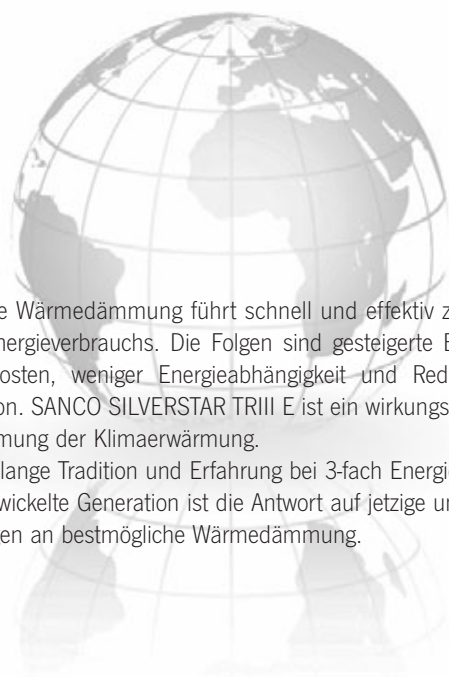 e Wärmedämmung führt schnell und effektiv z
nergieverbrauchs. Die Folgen sind gesteigerte E
osten, weniger Energieabhängigkeit und Red
on. SANCO SILVERSTAR TRIII E ist ein wirkungs
mung der Klimaerwärmung.
lange Tradition und Erfahrung bei 3-fach Energie
wickelte Generation ist die Antwort auf jetzige un
en an bestmögliche Wärmedämmung.